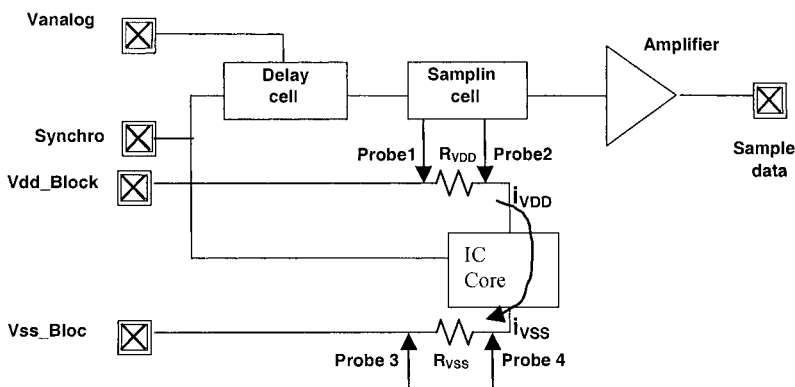 Vanalog
Delay
cell
Samplin
cell
Amplifier
Synchro
Probe1
RVDD
Probe2
Sample
data
Vdd_Block
iVDD
IC
Core
Vss_Bloc
iVSS
Probe 3
RVSS
Probe 4